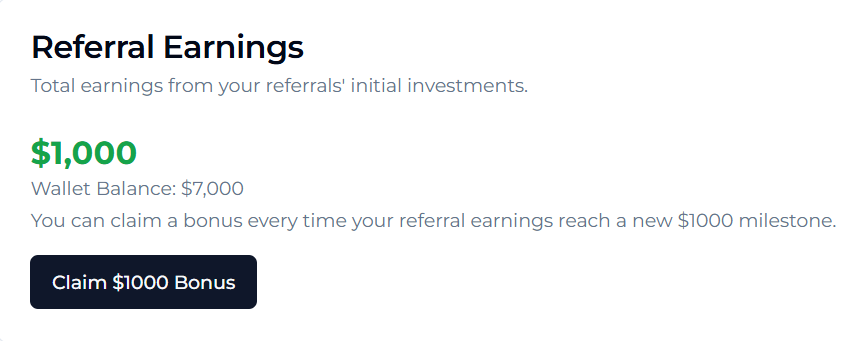 Referral Earnings
Total earnings from your referrals' initial investments.
$1,000
Wallet Balance: $7,000
You can claim a bonus every time your referral earnings reach a new $1000 milestone.
Claim $1000 Bonus